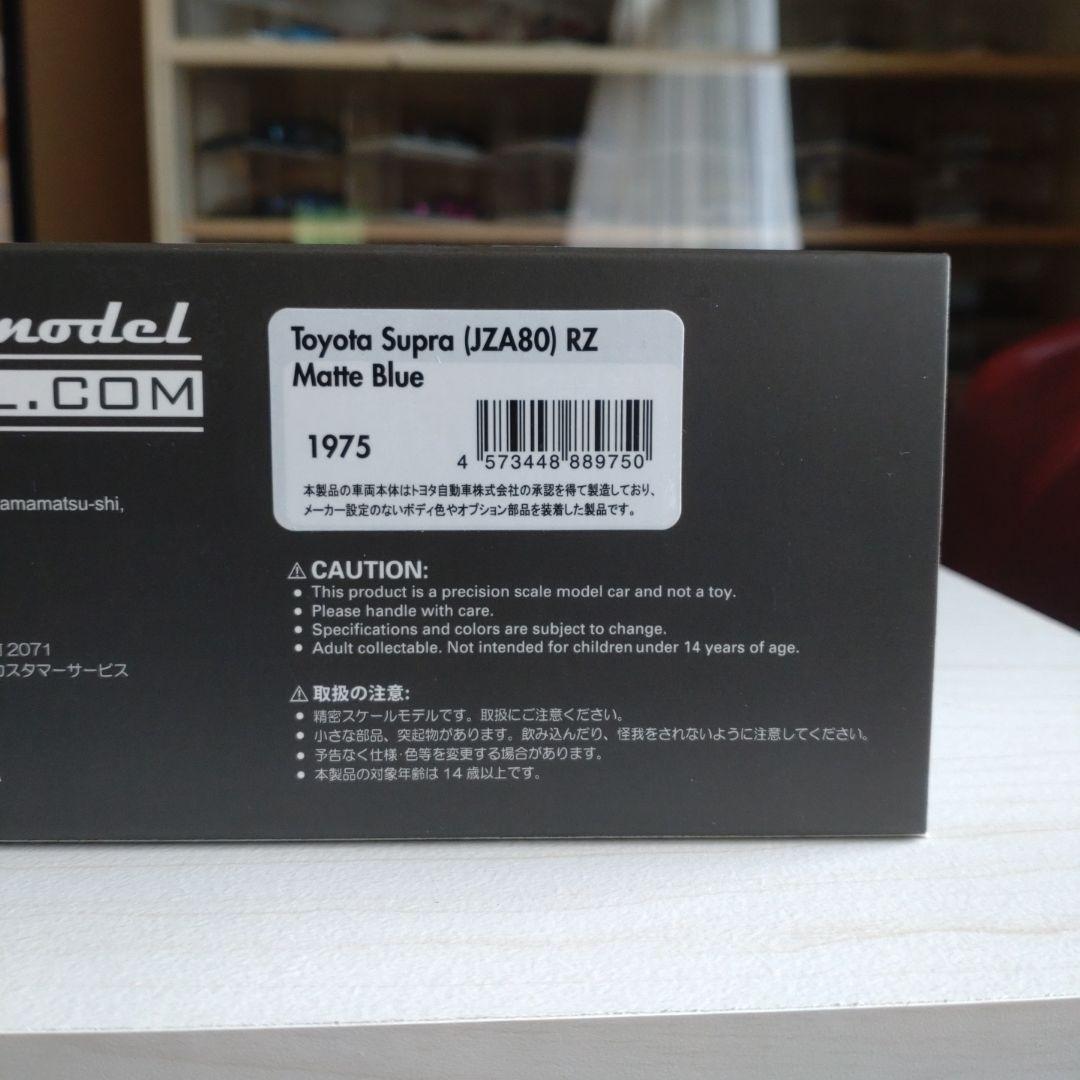 model
L.COM
amamatsu-shi,
2071
カスタマーサービス
Toyota Supra (JZA80) RZ
Matte Blue
1975
4 573448 889750
本製品の車両本体はトヨタ自動車株式会社の承認を得て製造しており、
メーカー設定のないボディ色やオプション部品を装着した製品です。
⚠ CAUTION:
● This product is a precision scale model car and not a toy.
● Please handle with care.
● Specifications and colors are subject to change.
● Adult collectable. Not intended for children under 14 years of age.
⚠ 取扱の注意:
● 精密スケールモデルです。取扱にご注意ください。
● 小さな部品、突起物があります。飲み込んだり、怪我をされないように注意してください。
● 予告なく仕様・色等を変更する場合があります。
● 本製品の対象年齢は14歳以上です。